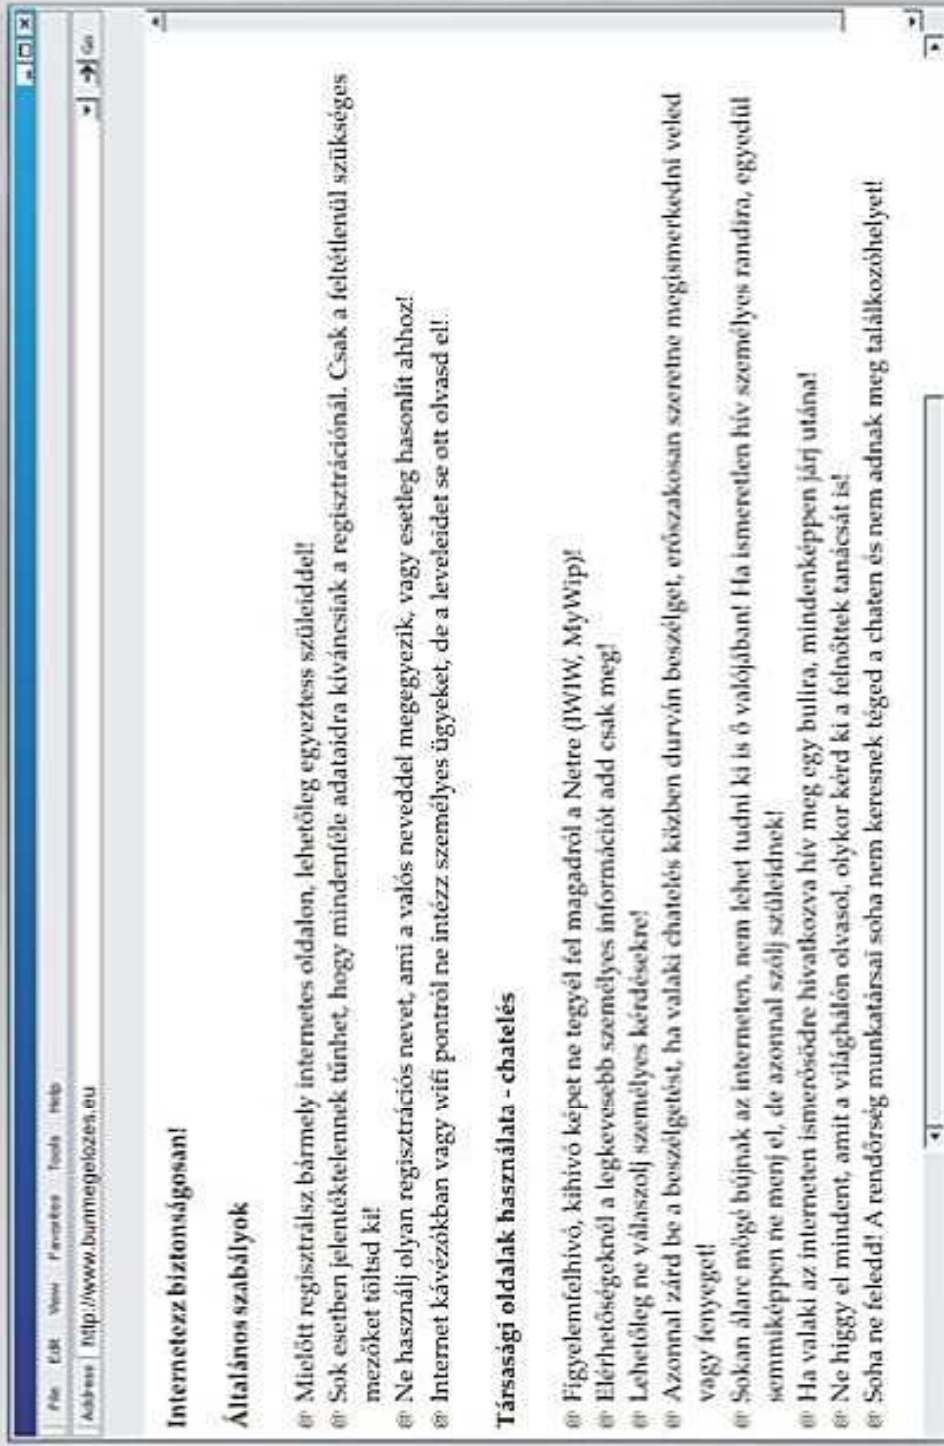 File Edit View Favorites Tools Help
Address http://www.bunmegelozes.eu Go
Internetezz biztonságosan!
Általános szabályok
@ Mielőtt regisztrálsz bármely internetes oldalon, lehetőleg egyeztess szüleiddel!
@ Sok esetben jelentéktelennek tűnhet, hogy mindenféle adataidra kíváncsiak a regisztrációnál. Csak a feltétlenül szükséges
mezőket töltsd ki!
@ Ne használj olyan regisztrációs nevet, ami a valós neveddel megegyezik, vagy esetleg hasonlít ahhoz!
@ Internet kávézókban vagy wifi pontról ne intézz személyes ügyeket, de a leveleidet se ott olvasd el!
Társasági oldalak használata - chatelés
@ Figyelemfelhívó, kihívó képet ne tegyél fel magadról a Netre (IWIW, MyWip)!
@ Elérhetőségeknél a legkevesebb személyes információt add csak meg!
@ Lehetőleg ne válaszolj személyes kérdésekre!
@ Azonnal zárd be a beszélgetést, ha valaki chatelés közben durván beszélget, erőszakosan szeretne megismerkedni veled
vagy fenyeget!
@ Sokan álarc mögé bújnak az interneten, nem lehet tudni ki is ő valójában! Ha ismeretlen hív személyes randira, egyedül
semmiképpen ne menj el, de azonnal szólj szüleidnek!
@ Ha valaki az interneten ismerősödre hivatkozva hív meg egy bulira, mindenképpen járj utána!
@ Ne higgy el mindent, amit a világhálón olvasol, olykor kérd ki a felnőttek tanácsát is!
@ Soha ne feledd! A rendőrség munkatársai soha nem keresnek téged a chaten és nem adnak meg találkozóhelyet!